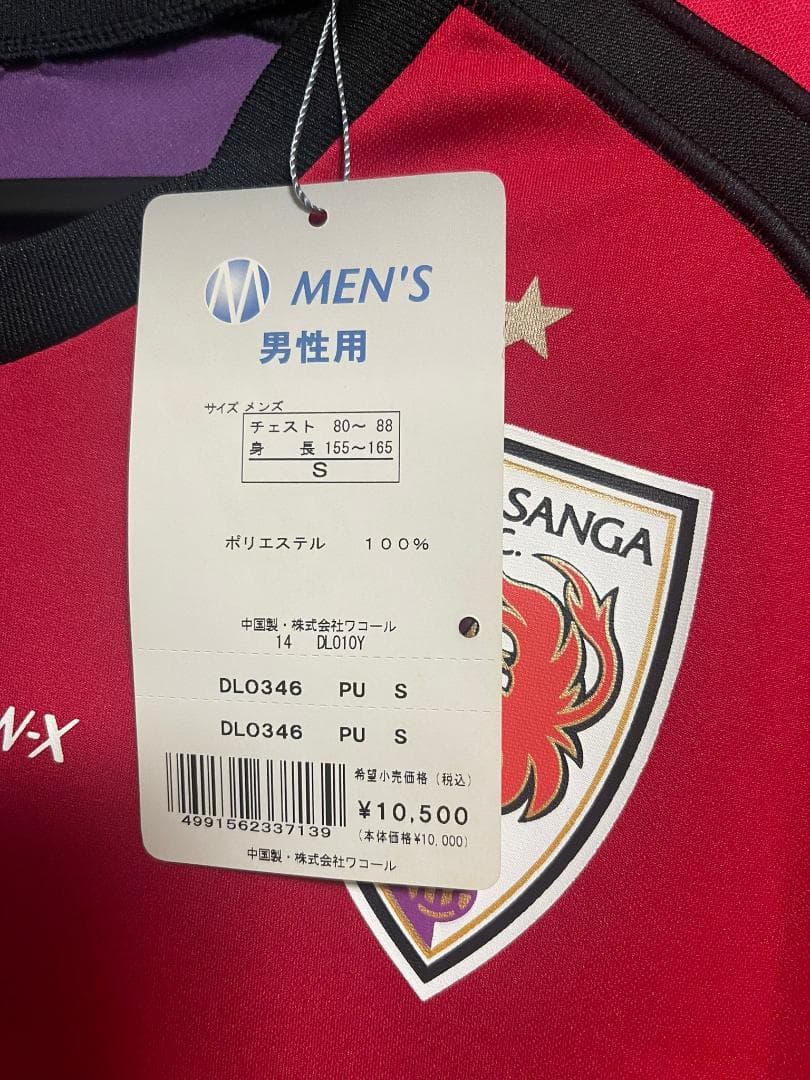 MEN'S
男性用
サイズ メンズ
チェスト 80～ 88
身 長 155～165
S
ポリエステル 100%
中国製・株式会社ワコール
14 DL010Y
DL0346 PU S
DL0346 PU S
希望小売価格(税込)
¥10,500
(本体価格¥10,000)
4991562337139
中国製・株式会社ワコール
SANGA
C.
W-X